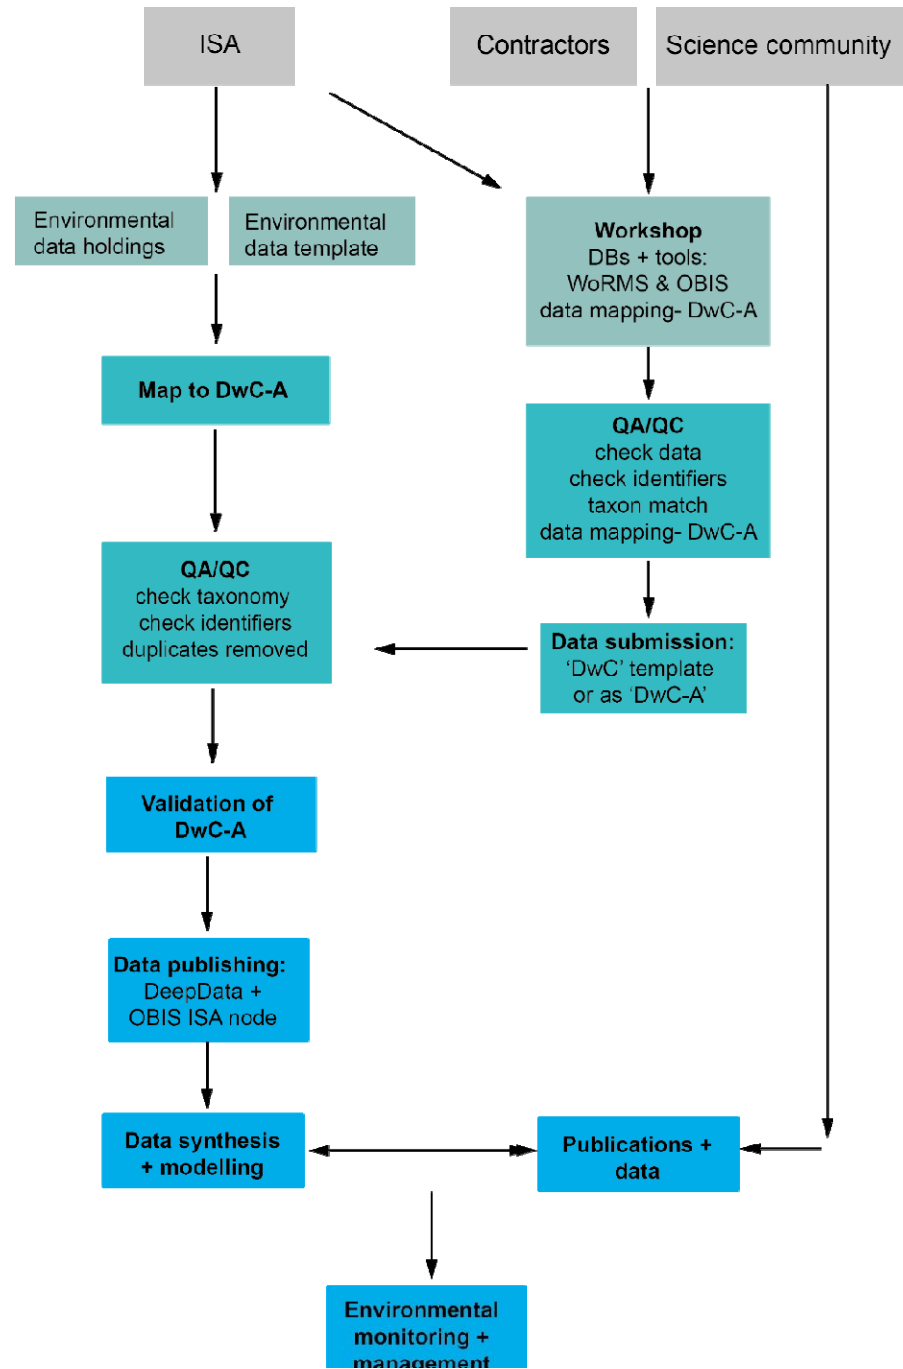 ISA
Contractors
Science community
Environmental
data holdings
Environmental
data template
Workshop
DBs + tools:
WoRMS & OBIS
data mapping- DwC-A
Map to DwC-A
QA/QC
check data
check identifiers
taxon match
data mapping- DwC-A
QA/QC
check taxonomy
check identifiers
duplicates removed
Data submission:
‘DwC’ template
or as ‘DwC-A’
Validation of
DwC-A
Data publishing:
DeepData +
OBIS ISA node
Data synthesis
+ modelling
Publications +
data
Environmental
monitoring +
management